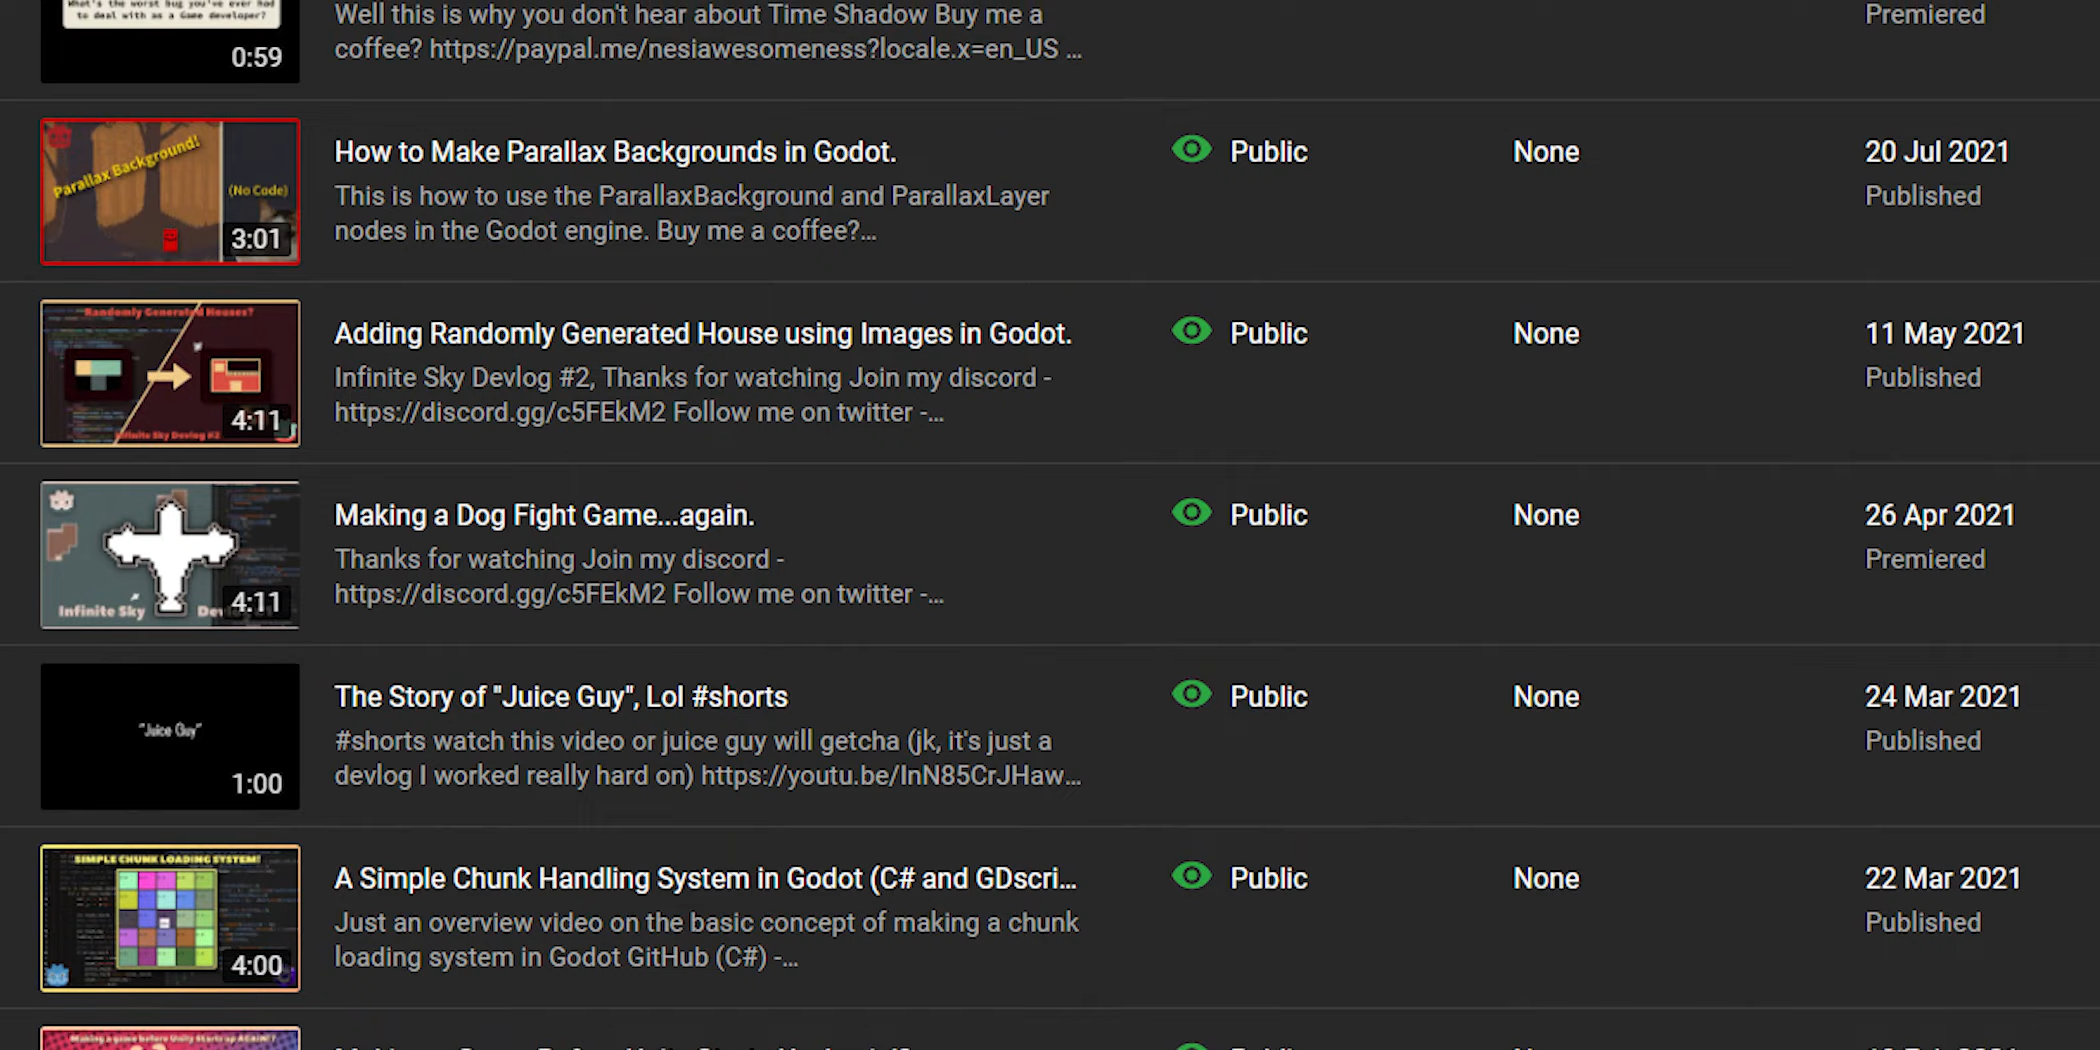 What's the worst bug you've ever had
to deal with as a Game developer?
0:59
Well this is why you don't hear about Time Shadow Buy me a
coffee? https://paypal.me/nesiawesomeness?locale.x=en_US ...
Premiered
Parallax Background!
(No Code)
3:01
How to Make Parallax Backgrounds in Godot.
This is how to use the ParallaxBackground and ParallaxLayer
nodes in the Godot engine. Buy me a coffee?...
Public
None
20 Jul 2021
Published
Randomly Generated Houses?
Infinite Sky Devlog #2
4:11
Adding Randomly Generated House using Images in Godot.
Infinite Sky Devlog #2, Thanks for watching Join my discord -
https://discord.gg/c5FEkM2 Follow me on twitter -...
Public
None
11 May 2021
Published
Infinite Sky
4:11
Making a Dog Fight Game...again.
Thanks for watching Join my discord -
https://discord.gg/c5FEkM2 Follow me on twitter -...
Public
None
26 Apr 2021
Premiered
"Juice Guy"
1:00
The Story of "Juice Guy", Lol #shorts
#shorts watch this video or juice guy will getcha (jk, it's just a
devlog I worked really hard on) https://youtu.be/InN85CrJHaw...
Public
None
24 Mar 2021
Published
SIMPLE CHUNK LOADING SYSTEM!
4:00
A Simple Chunk Handling System in Godot (C# and GDscri...
Just an overview video on the basic concept of making a chunk
loading system in Godot GitHub (C#) -...
Public
None
22 Mar 2021
Published
Making a game before Unity Starts up AGAIN!?